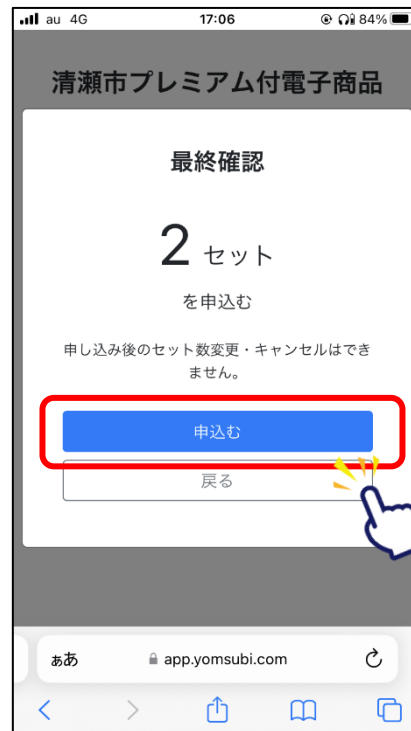 au 4G 17:06 84%
清瀬市プレミアム付電子商品
最終確認
2 セット
を申込む
申し込み後のセット数変更・キャンセルはでき
ません。
申込む
戻る
ぁあ app.yomsubi.com